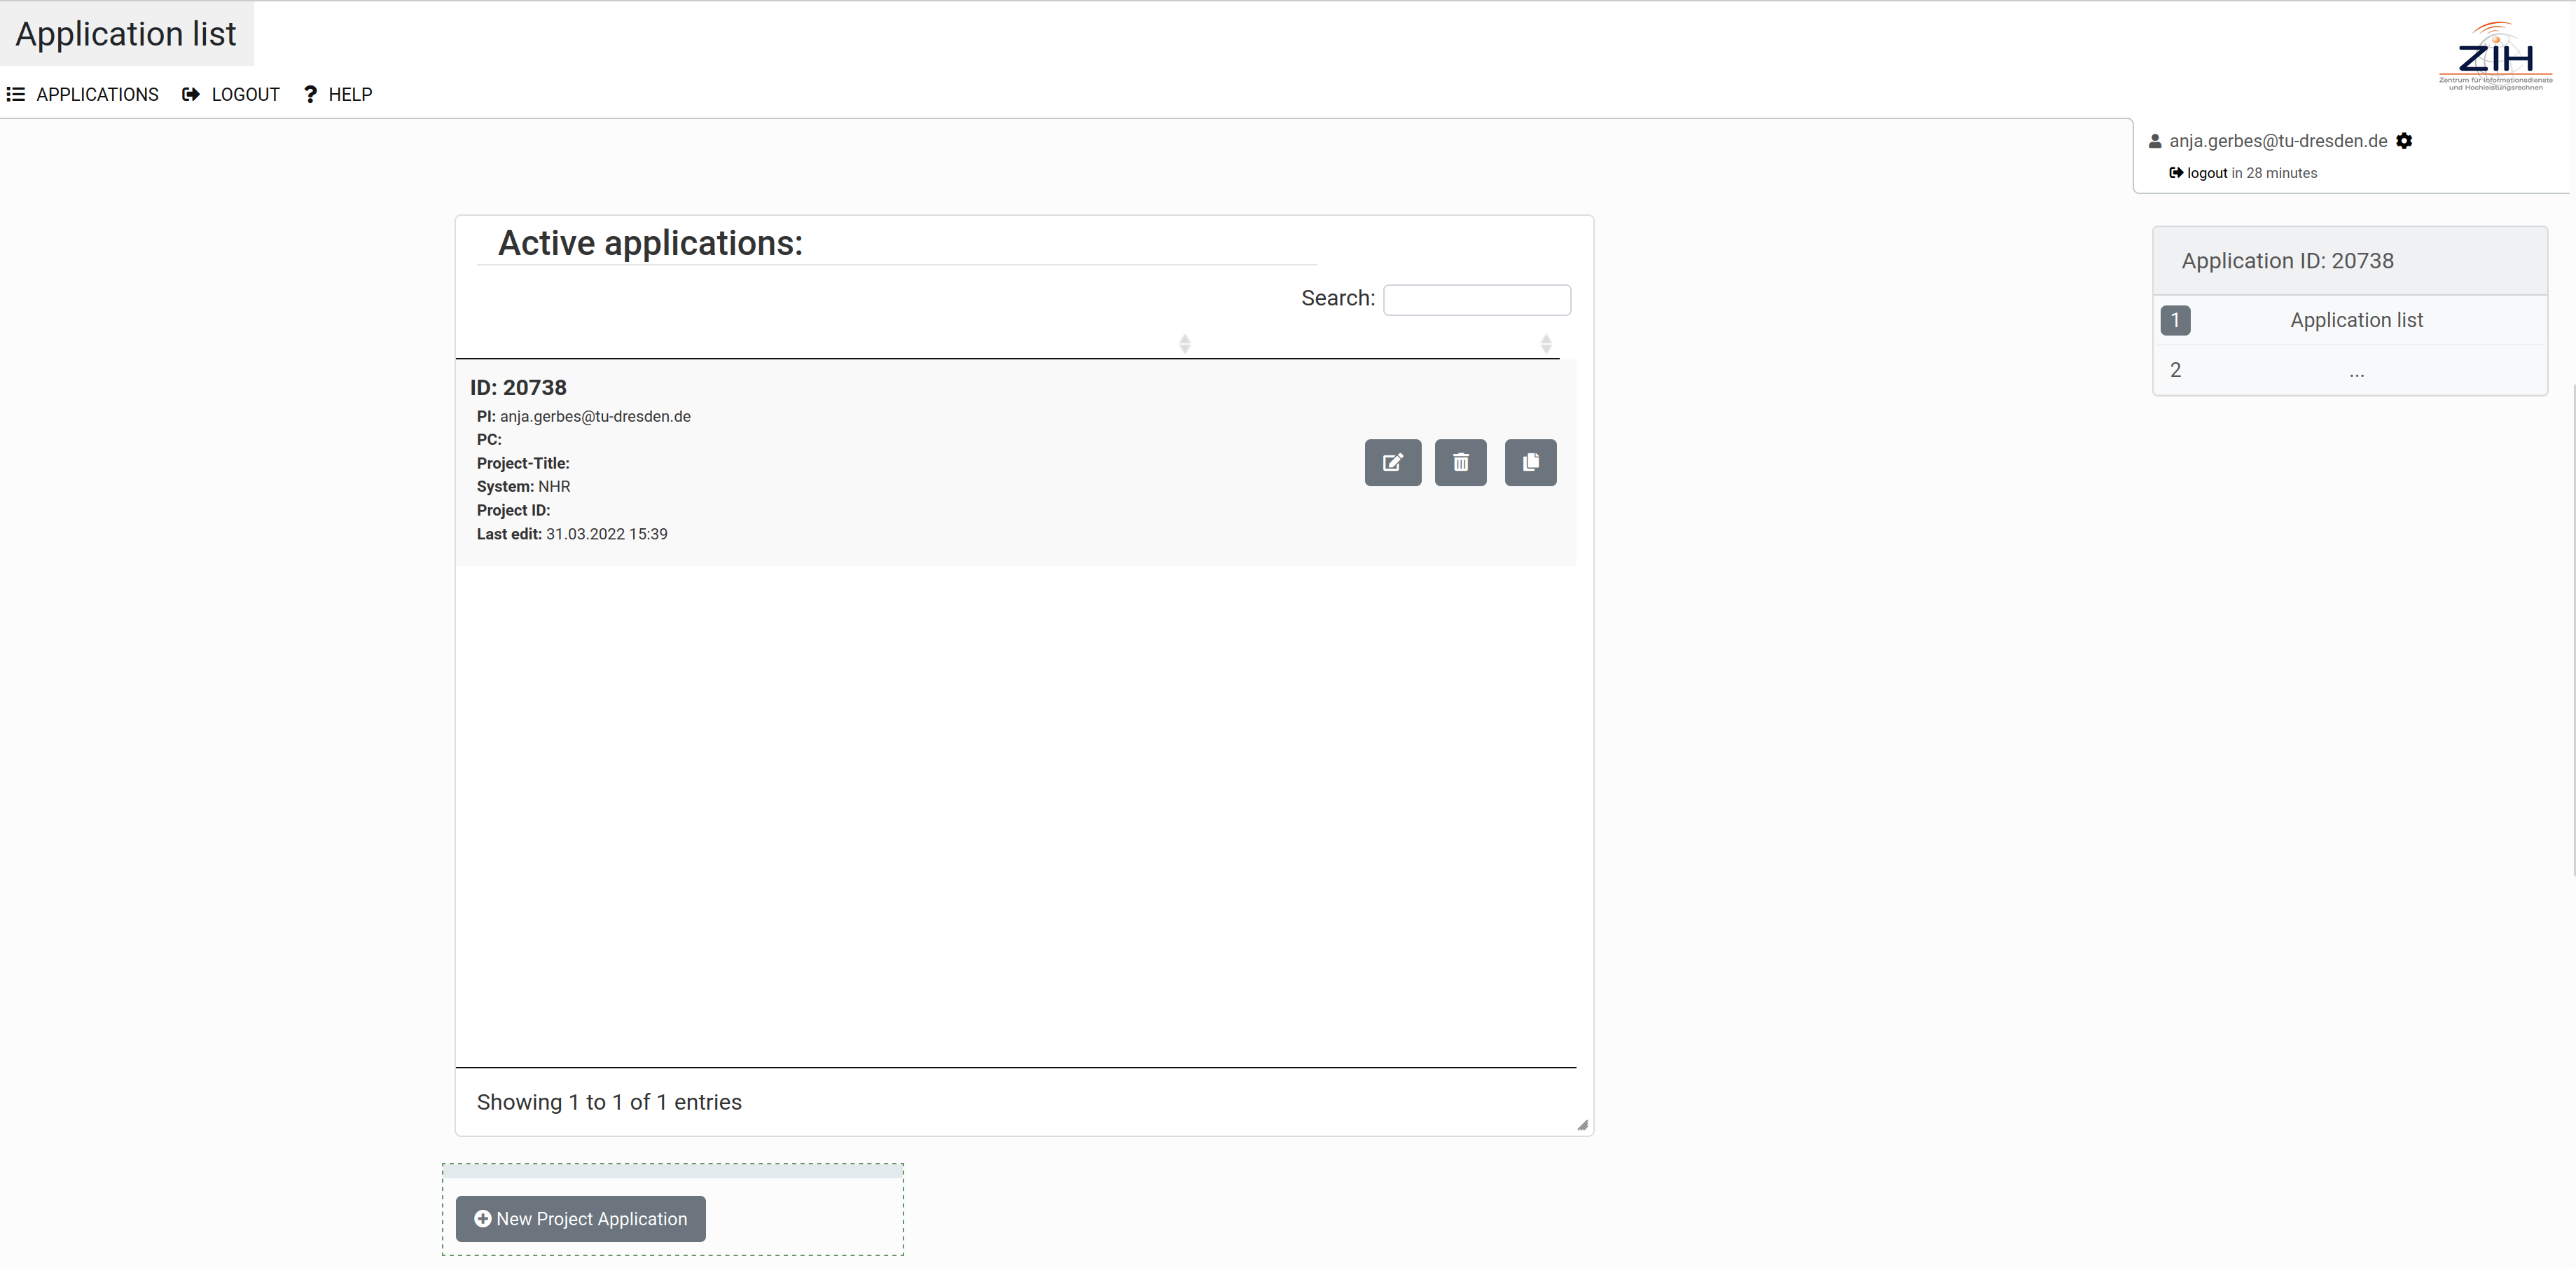 Application list
APPLICATIONS LOGOUT ? HELP
ZIH
Zentrum für Informationsdienste
und Hochleistungsrechnen
anja.gerbes@tu-dresden.de
logout in 28 minutes
Active applications:
Search:
ID: 20738
PI: anja.gerbes@tu-dresden.de
PC:
Project-Title:
System: NHR
Project ID:
Last edit: 31.03.2022 15:39
Showing 1 to 1 of 1 entries
New Project Application
Application ID: 20738
1 Application list
2 ...